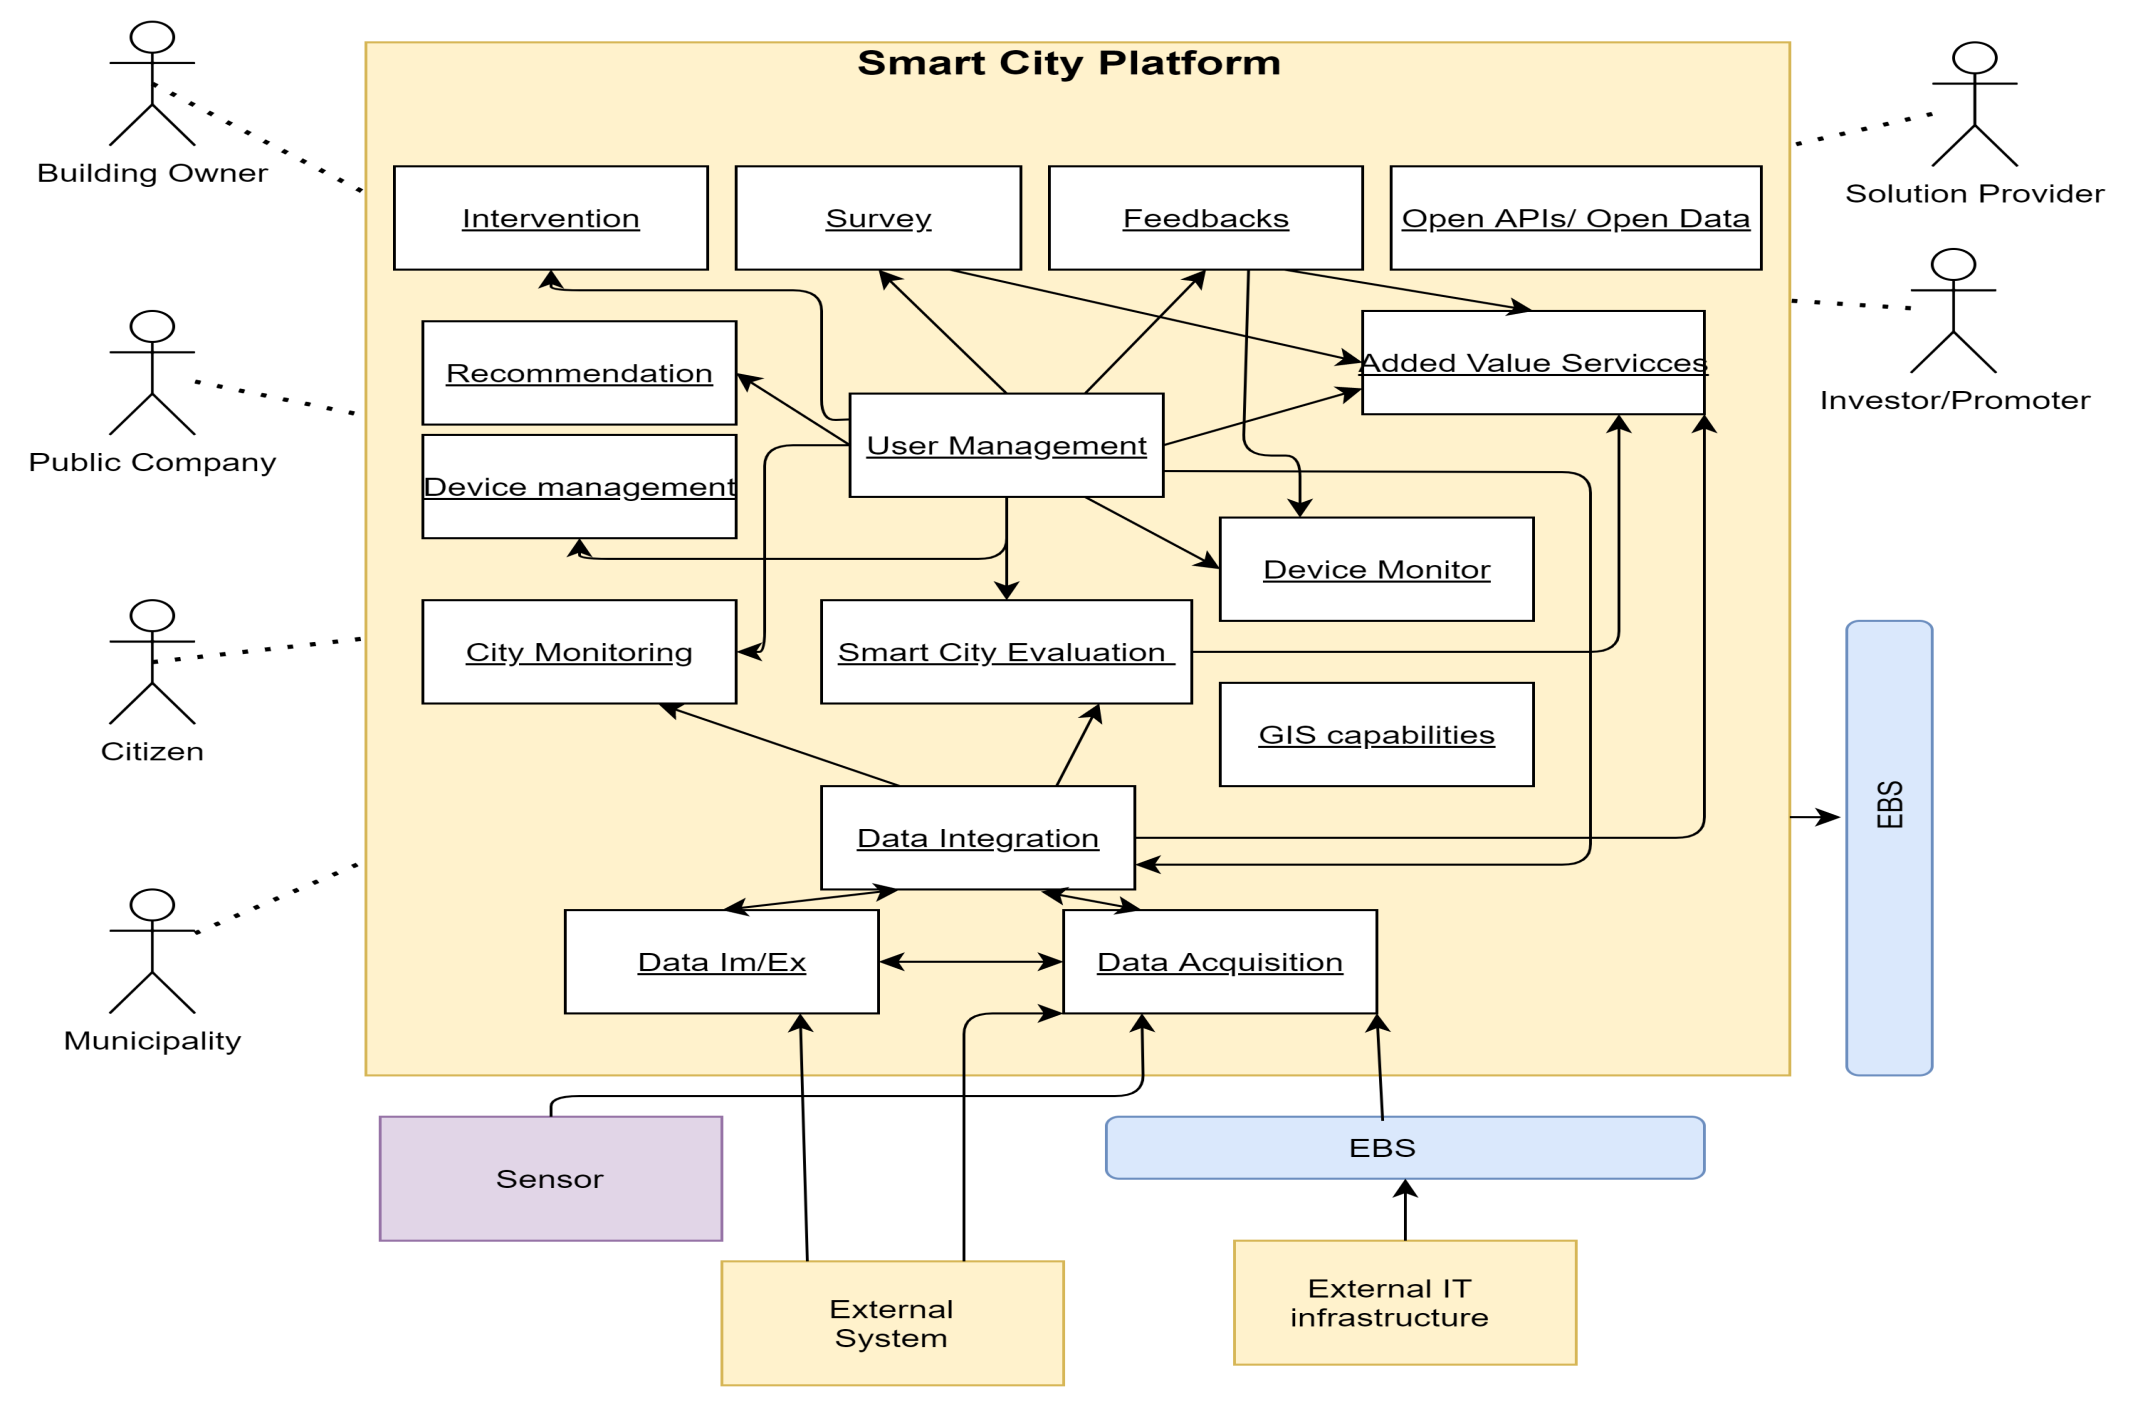 Smart City Platform
Building Owner
Solution Provider
Intervention
Survey
Feedbacks
Open APIs/ Open Data
Recommendation
Added Value Servicces
Investor/Promoter
User Management
Public Company
Device management
Device Monitor
City Monitoring
Smart City Evaluation
Citizen
GIS capabilities
EBS
Data Integration
Data Im/Ex
Data Acquisition
Municipality
Sensor
EBS
External
System
External IT
infrastructure